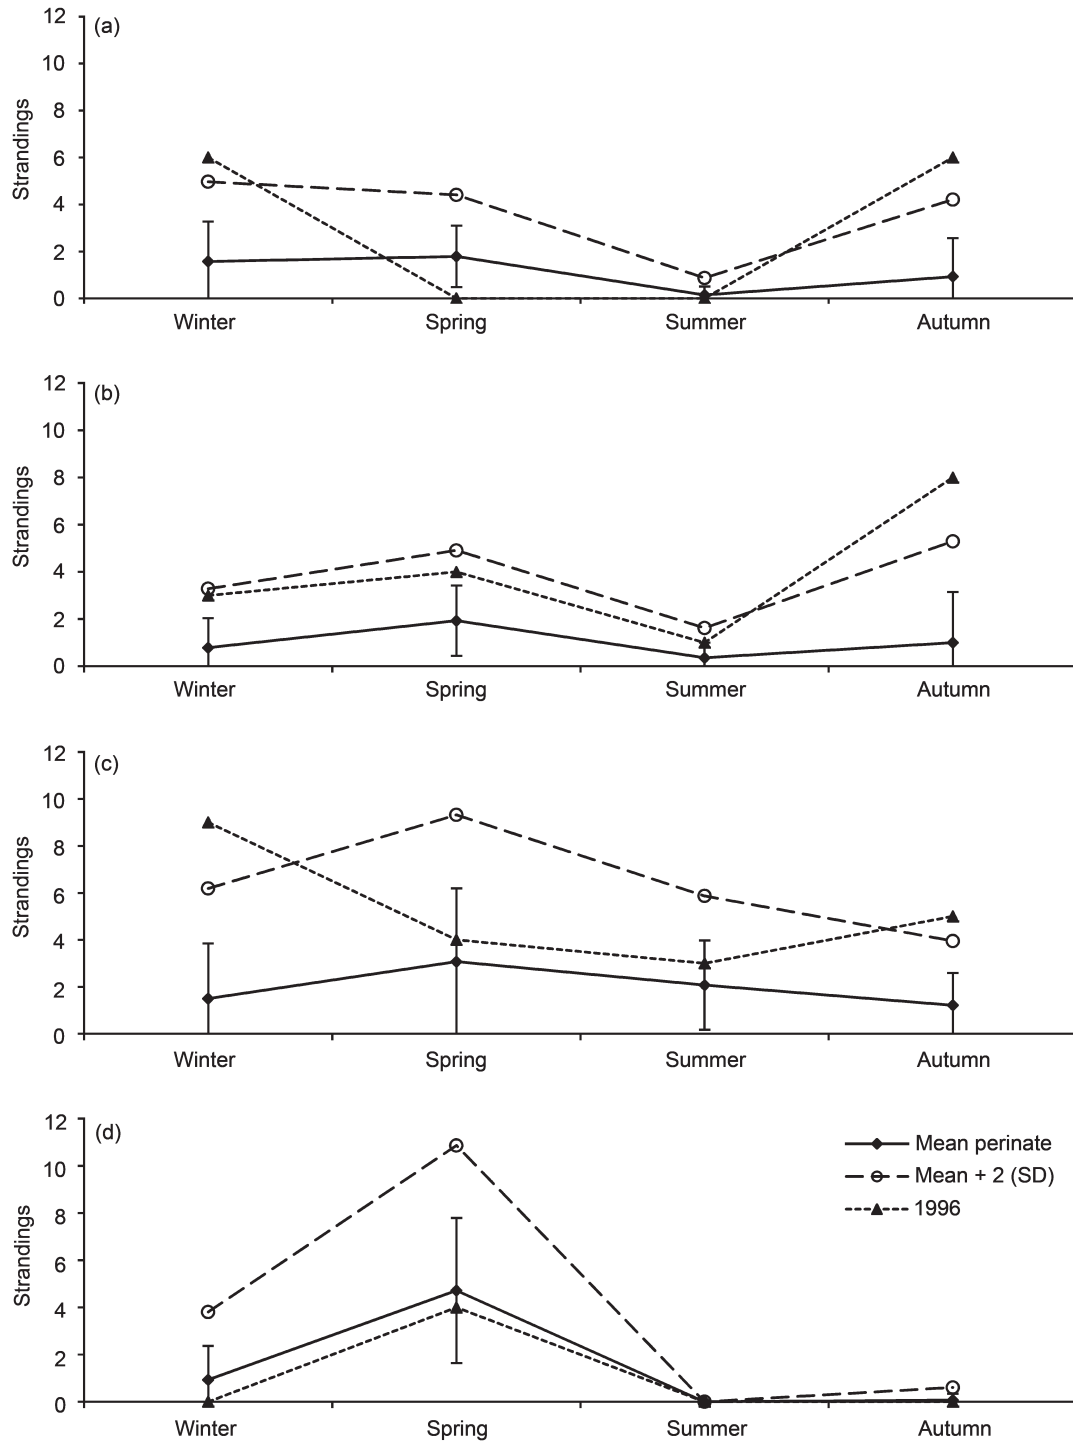 12
(a)
10
8
6
4
2
0
Strandings
Winter Spring Summer Autumn
12
(b)
10
8
6
4
2
0
Strandings
Winter Spring Summer Autumn
12
(c)
10
8
6
4
2
0
Strandings
Winter Spring Summer Autumn
12
(d)
10
8
6
4
2
0
Strandings
Mean perinate
Mean + 2 (SD)
1996
Winter Spring Summer Autumn